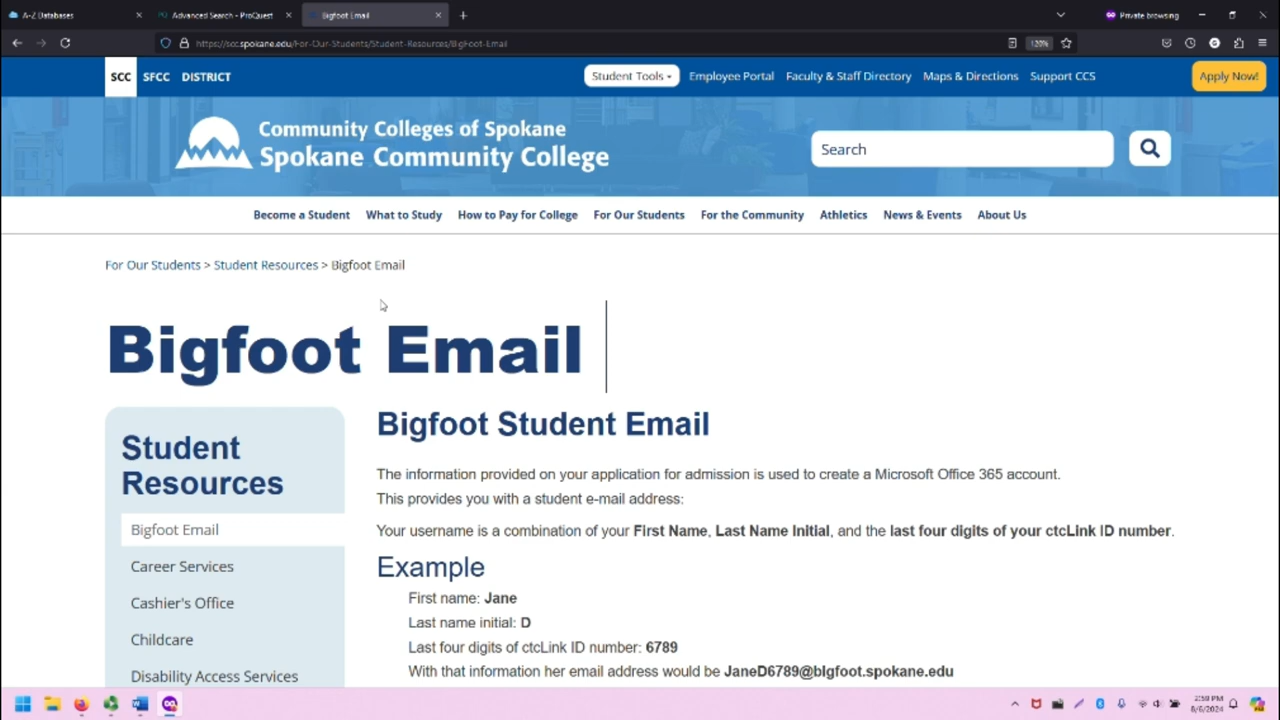 A-Z Databases
Advanced Search - ProQuest
Bigfoot Email
Private browsing
https://scc.spokane.edu/For-Our-Students/Student-Resources/BigFoot-Email
120%
SCC SFCC DISTRICT
Student Tools Employee Portal Faculty & Staff Directory Maps & Directions Support CCS Apply Now!
Community Colleges of Spokane
Spokane Community College
Search
Become a Student What to Study How to Pay for College For Our Students For the Community Athletics News & Events About Us
For Our Students > Student Resources > Bigfoot Email
Bigfoot Email
Student
Resources
Bigfoot Email
Career Services
Cashier's Office
Childcare
Disability Access Services
Bigfoot Student Email
The information provided on your application for admission is used to create a Microsoft Office 365 account.
This provides you with a student e-mail address:
Your username is a combination of your First Name, Last Name Initial, and the last four digits of your ctcLink ID number.
Example
First name: Jane
Last name initial: D
Last four digits of ctcLink ID number: 6789
With that information her email address would be JaneD6789@bigfoot.spokane.edu
2:59 PM
8/6/2024